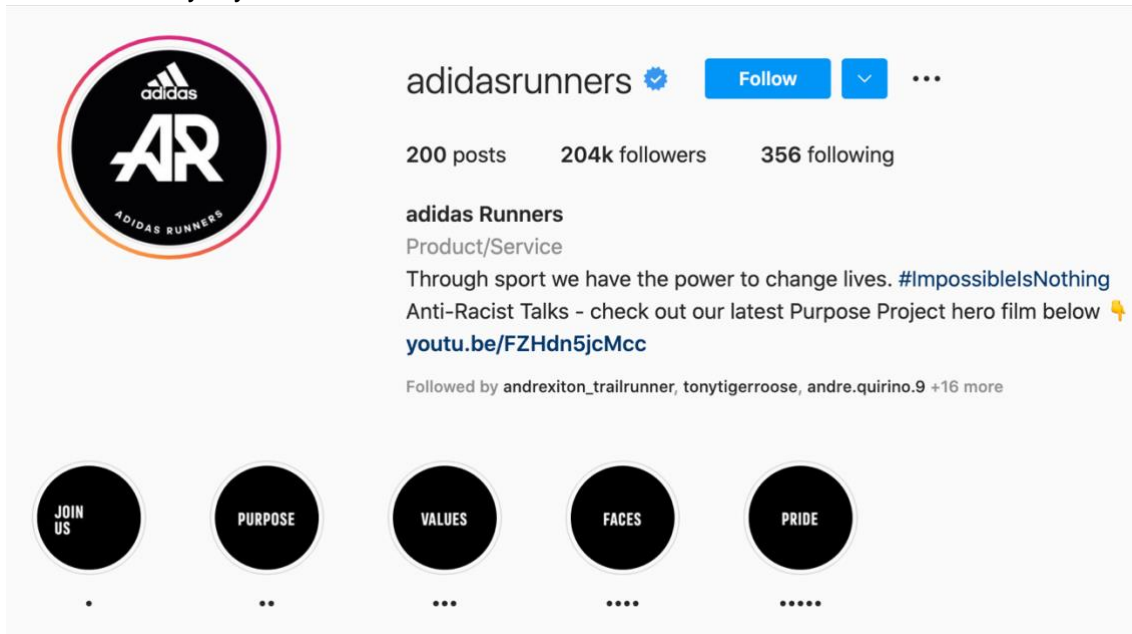 adidas
AR
ADIDAS RUNNERS
adidasrunners
Follow
200 posts 204k followers 356 following
adidas Runners
Product/Service
Through sport we have the power to change lives. #ImpossibleIsNothing
Anti-Racist Talks - check out our latest Purpose Project hero film below 👇
youtu.be/FZHdn5jcMcc
Followed by andrexiton_trailrunner, tonytigerroose, andre.quirino.9 +16 more
JOIN
US
PURPOSE
VALUES
FACES
PRIDE
• •• ••• •••• •••••